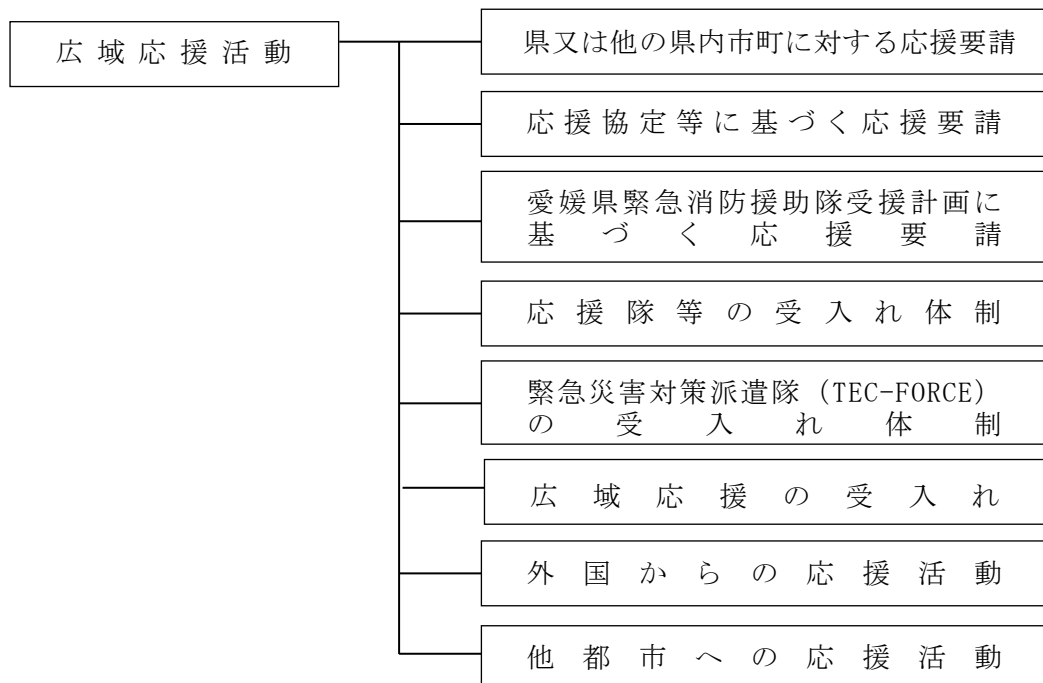 広域応援活動
県又は他の県内市町に対する応援要請
応援協定等に基づく応援要請
愛媛県緊急消防援助隊受援計画に
基づく応援要請
応援隊等の受入れ体制
緊急災害対策派遣隊（TEC-FORCE）
の受入れ体制
広域応援の受入れ
外国からの応援活動
他都市への応援活動